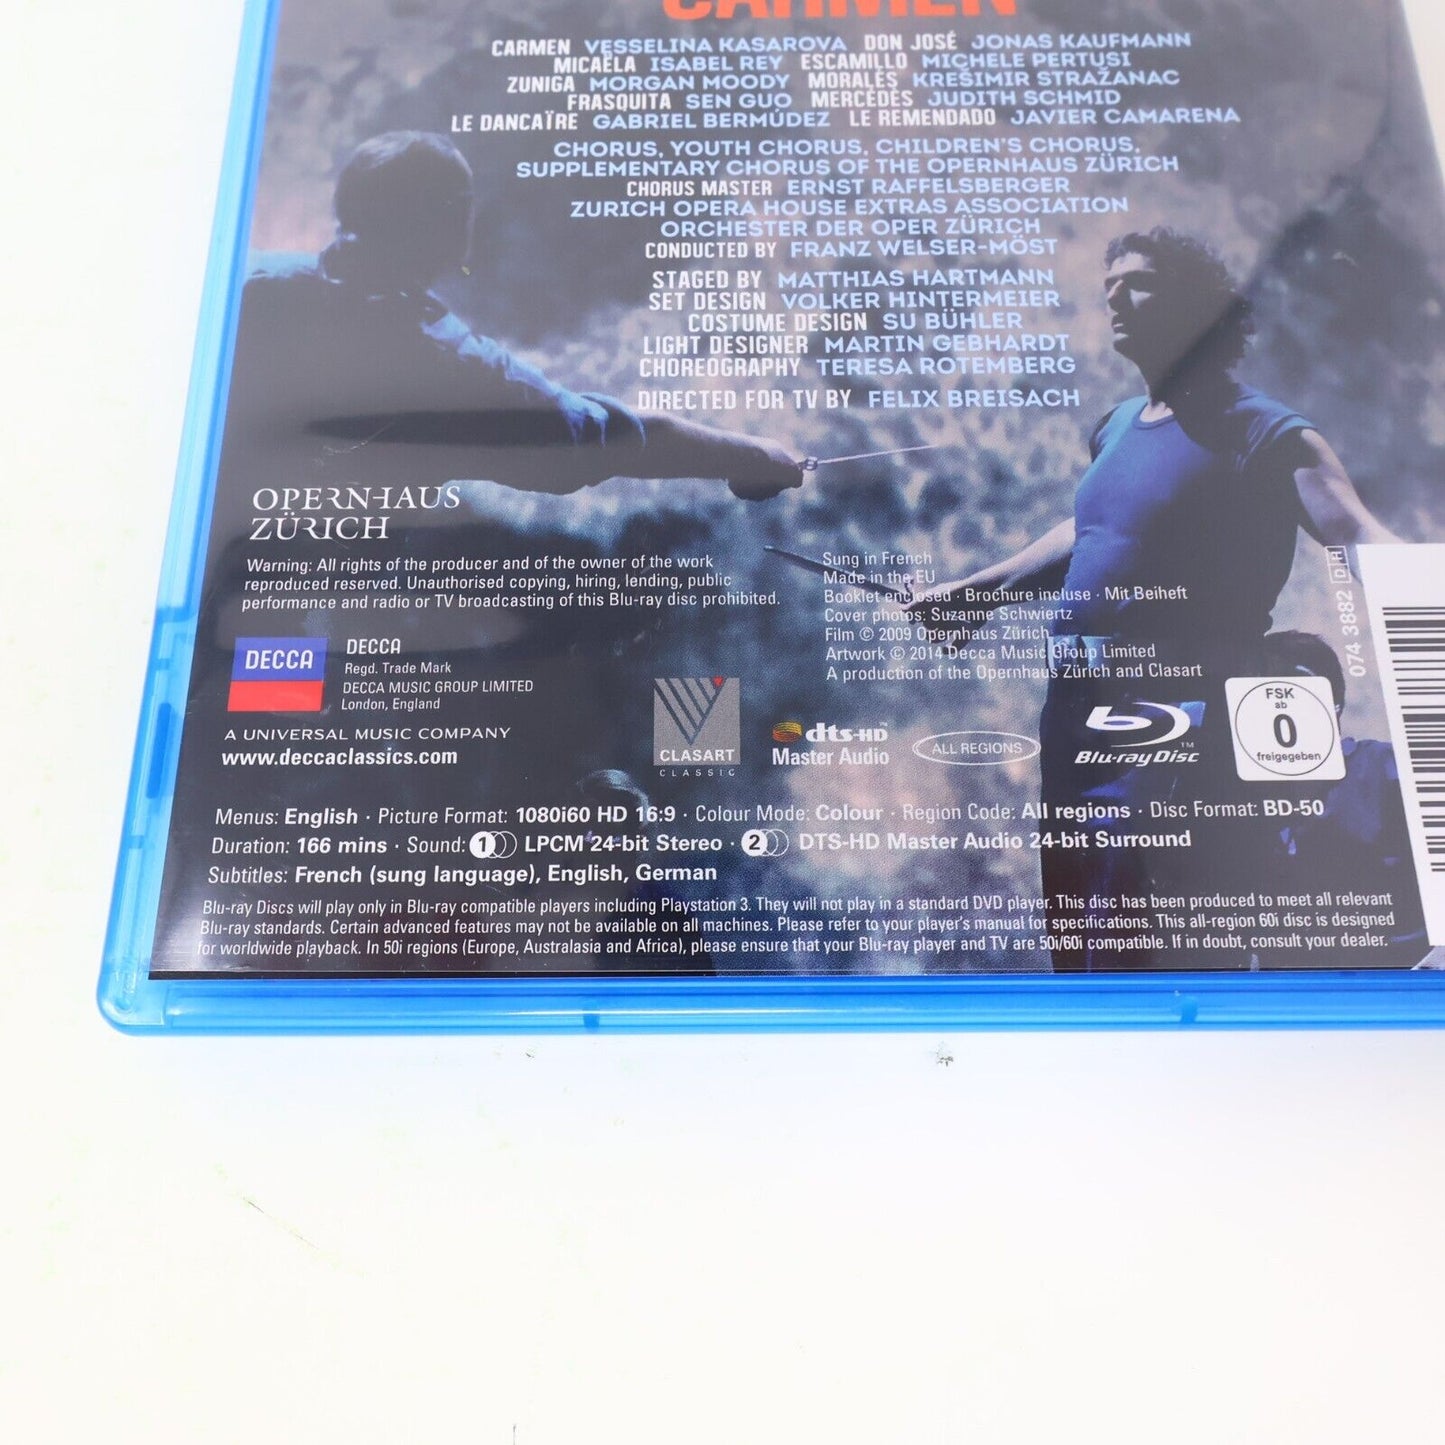 CARMEN
CARMEN VESSELINA KASAROVA DON JOSÉ JONAS KAUFMANN
MICAËLA ISABEL REY ESCAMILLO MICHELE PERTUSI
ZUNIGA MORGAN MOODY MORALÈS KREŠIMIR STRAŽANAC
FRASQUITA SEN GUO MERCÉDÈS JUDITH SCHMID
LE DANCAÏRE GABRIEL BERMÚDEZ LE REMENDADO JAVIER CAMARENA
CHORUS, YOUTH CHORUS, CHILDREN'S CHORUS,
SUPPLEMENTARY CHORUS OF THE OPERNHAUS ZÜRICH
CHORUS MASTER ERNST RAFFELSBERGER
ZURICH OPERA HOUSE EXTRAS ASSOCIATION
ORCHESTER DER OPER ZÜRICH
CONDUCTED BY FRANZ WELSER-MÖST
STAGED BY MATTHIAS HARTMANN
SET DESIGN VOLKER HINTERMEIER
COSTUME DESIGN SU BÜHLER
LIGHT DESIGNER MARTIN GEBHARDT
CHOREOGRAPHY TERESA ROTEMBERG
DIRECTED FOR TV BY FELIX BREISACH
OPERNHAUS
ZÜRICH
Warning: All rights of the producer and of the owner of the work
reproduced reserved. Unauthorised copying, hiring, lending, public
performance and radio or TV broadcasting of this Blu-ray disc prohibited.
Sung in French
Made in the EU
Booklet enclosed · Brochure incluse · Mit Beiheft
Cover photos: Suzanne Schwiertz
Film © 2009 Opernhaus Zürich
Artwork © 2014 Decca Music Group Limited
A production of the Opernhaus Zürich and Clasart
074 3882 D H
DECCA
DECCA
Regd. Trade Mark
DECCA MUSIC GROUP LIMITED
London, England
A UNIVERSAL MUSIC COMPANY
www.deccaclassics.com
CLASART
CLASSIC
dts-HD™
Master Audio
ALL REGIONS
Blu-ray Disc™
FSK
ab
0
freigegeben
Menus: English · Picture Format: 1080i60 HD 16:9 · Colour Mode: Colour · Region Code: All regions · Disc Format: BD-50
Duration: 166 mins · Sound: 1 LPCM 24-bit Stereo · 2 DTS-HD Master Audio 24-bit Surround
Subtitles: French (sung language), English, German
Blu-ray Discs will play only in Blu-ray compatible players including Playstation 3. They will not play in a standard DVD player. This disc has been produced to meet all relevant
Blu-ray standards. Certain advanced features may not be available on all machines. Please refer to your player's manual for specifications. This all-region 60i disc is designed
for worldwide playback. In 50i regions (Europe, Australasia and Africa), please ensure that your Blu-ray player and TV are 50i/60i compatible. If in doubt, consult your dealer.